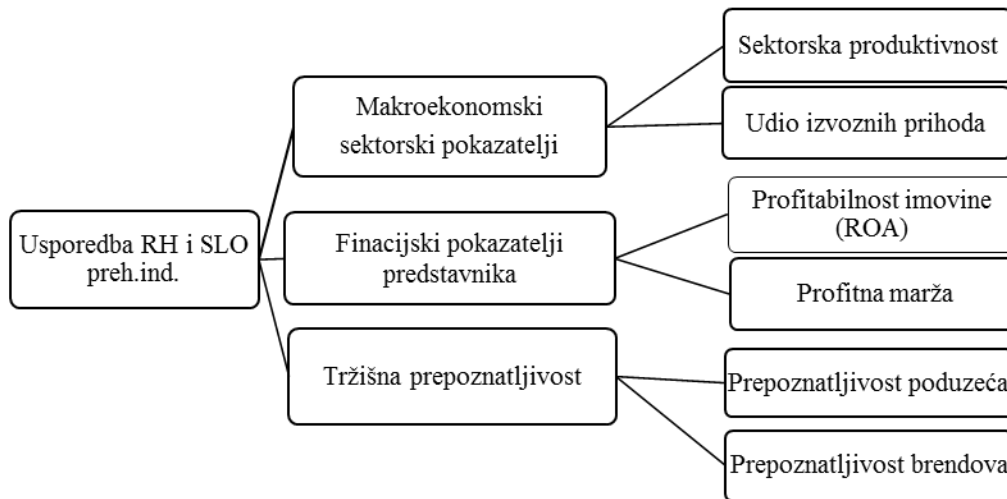 Usporedba RH i SLO
preh.ind.
Makroekonomski
sektorski pokazatelji
Sektorska produktivnost
Udio izvoznih prihoda
Finacijski pokazatelji
predstavnika
Profitabilnost imovine
(ROA)
Profitna marža
Tržišna prepoznatljivost
Prepoznatljivost poduzeća
Prepoznatljivost brendova